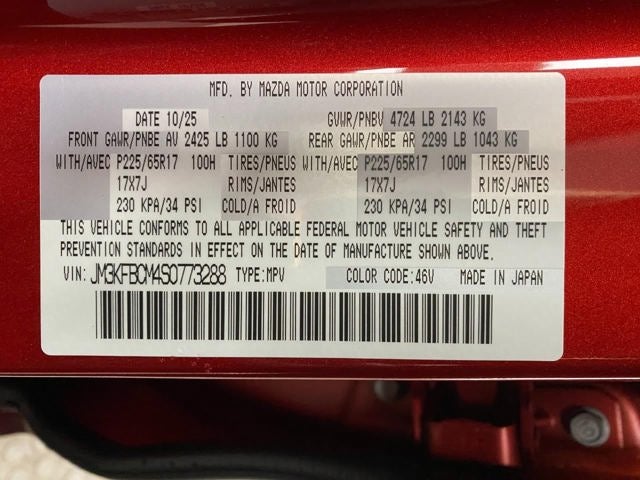 MFD. BY MAZDA MOTOR CORPORATION
DATE 10/25 GVWR/PNBV 4724 LB 2143 KG
FRONT GAWR/PNBE AV 2425 LB 1100 KG REAR GAWR/PNBE AR 2299 LB 1043 KG
WITH/AVEC P225/65R17 100H TIRES/PNEUS WITH/AVEC P225/65R17 100H TIRES/PNEUS
17X7J RIMS/JANTES 17X7J RIMS/JANTES
230 KPA/34 PSI COLD/A FROID 230 KPA/34 PSI COLD/A FROID
THIS VEHICLE CONFORMS TO ALL APPLICABLE FEDERAL MOTOR VEHICLE SAFETY AND THEFT
PREVENTION STANDARDS IN EFFECT ON THE DATE OF MANUFACTURE SHOWN ABOVE.
VIN: JM3KFBCM4S0773288 TYPE:MPV COLOR CODE:46V MADE IN JAPAN